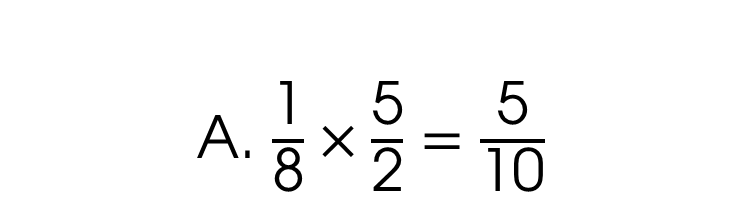 A. 1/8 × 5/2 = 5/10